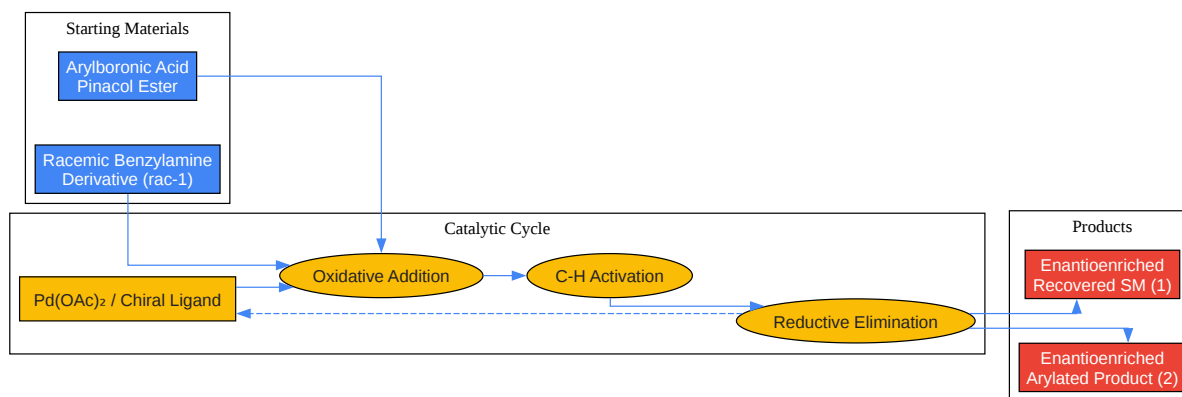 Starting Materials
Arylboronic Acid
Pinacol Ester
Racemic Benzylamine
Derivative (rac-1)
Catalytic Cycle
Oxidative Addition
C-H Activation
Pd(OAc)₂ / Chiral Ligand
Reductive Elimination
Products
Enantioenriched
Recovered SM (1)
Enantioenriched
Arylated Product (2)